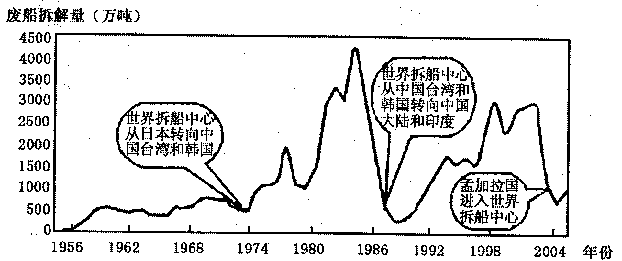 废船拆解量（万吨）
4500
4000
3500
3000
2500
2000
1500
1000
500
0
世界拆船中心
从日本转向中
国台湾和韩国
世界拆船中心
从中国台湾和
韩国转向中国
大陆和印度
孟加拉国
进入世界
拆船中心
1956 1962 1968 1974 1980 1986 1992 1998 2004 年份